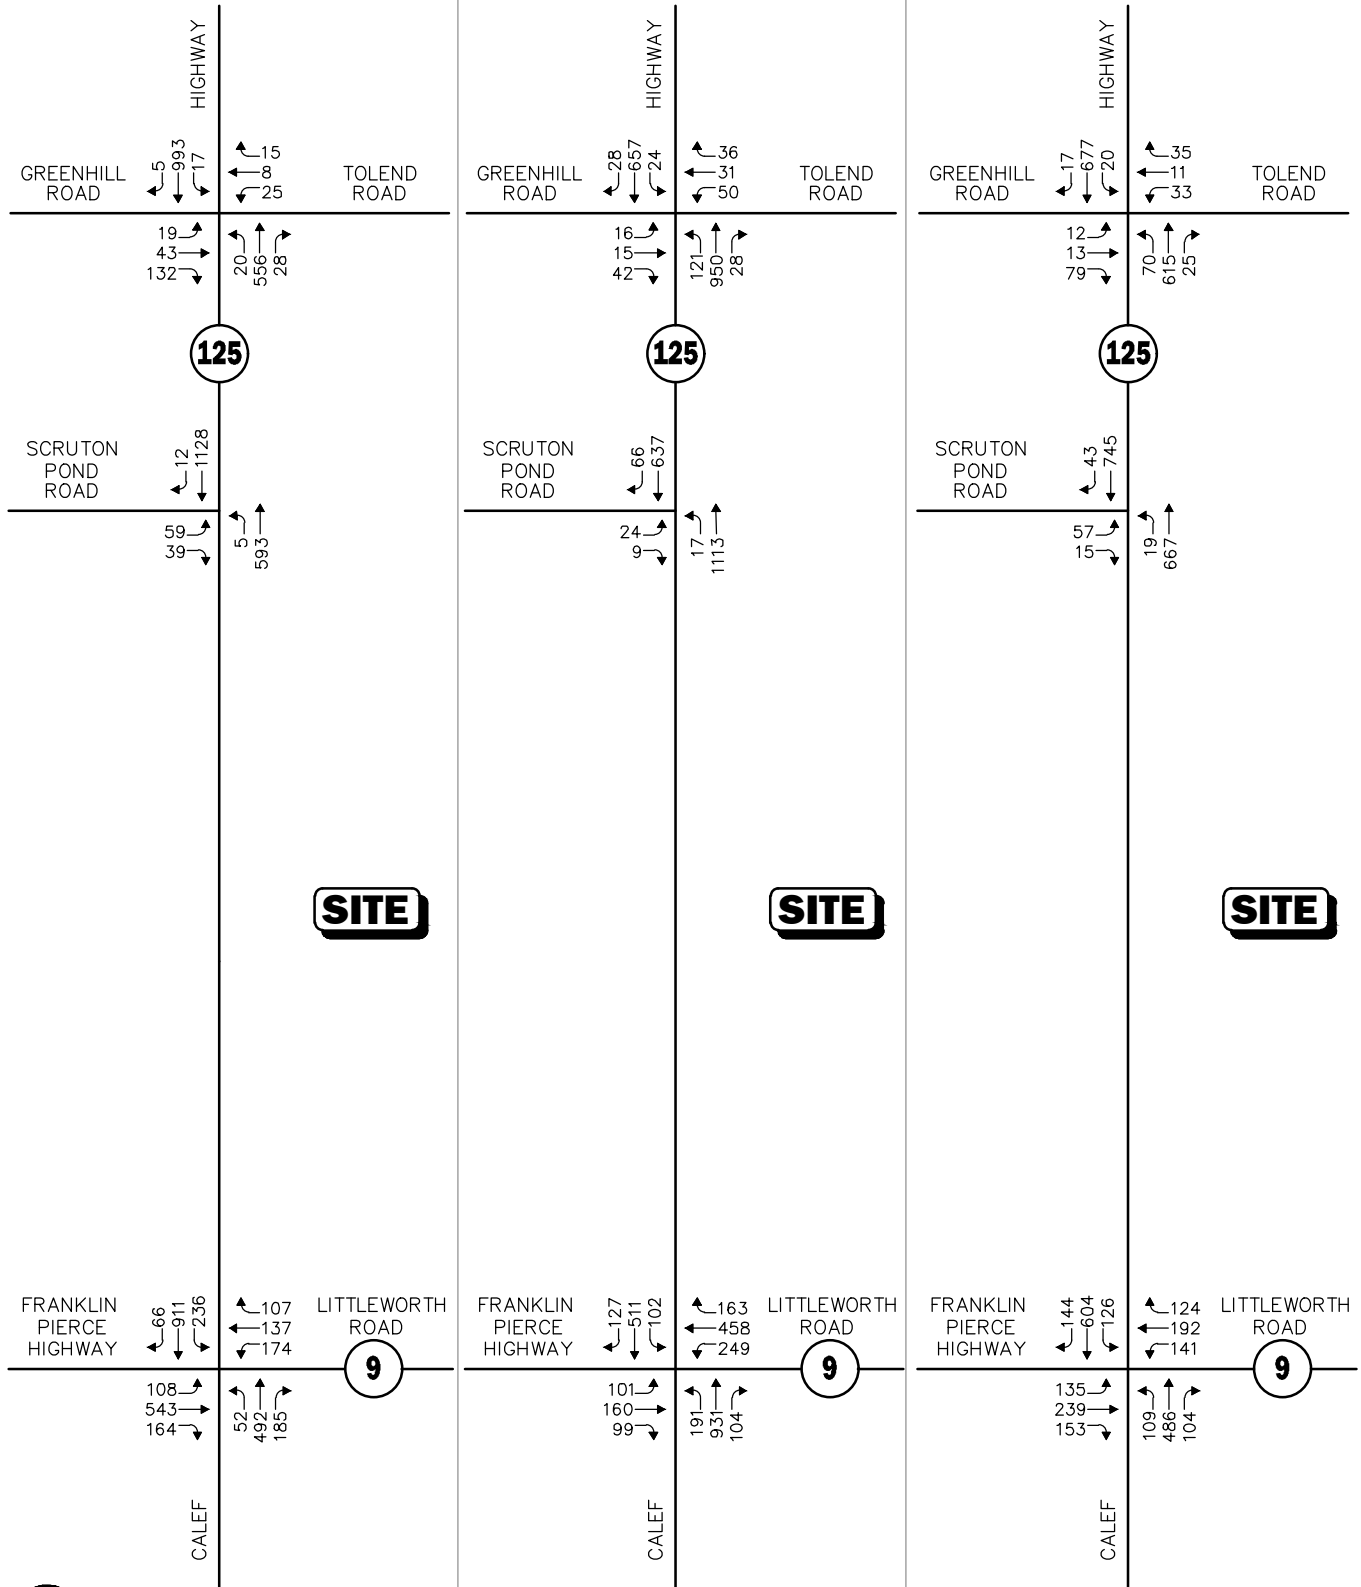 HIGHWAY
5
993
17
15
8
25
GREENHILL
ROAD
TOLEND
ROAD
19
43
132
20
556
28
125
SCRUTON
POND
ROAD
12
1128
59
39
5
593
SITE
FRANKLIN
PIERCE
HIGHWAY
66
911
236
107
137
174
LITTLEWORTH
ROAD
9
108
543
164
52
492
185
CALEF
HIGHWAY
28
657
24
36
31
50
GREENHILL
ROAD
TOLEND
ROAD
16
15
42
121
950
28
125
SCRUTON
POND
ROAD
66
637
24
9
17
1113
SITE
FRANKLIN
PIERCE
HIGHWAY
127
511
102
163
458
249
LITTLEWORTH
ROAD
9
101
160
99
191
931
104
CALEF
HIGHWAY
17
677
20
35
11
33
GREENHILL
ROAD
TOLEND
ROAD
12
13
79
70
615
25
125
SCRUTON
POND
ROAD
43
745
57
15
19
667
SITE
FRANKLIN
PIERCE
HIGHWAY
144
604
126
124
192
141
LITTLEWORTH
ROAD
9
135
239
153
109
486
104
CALEF